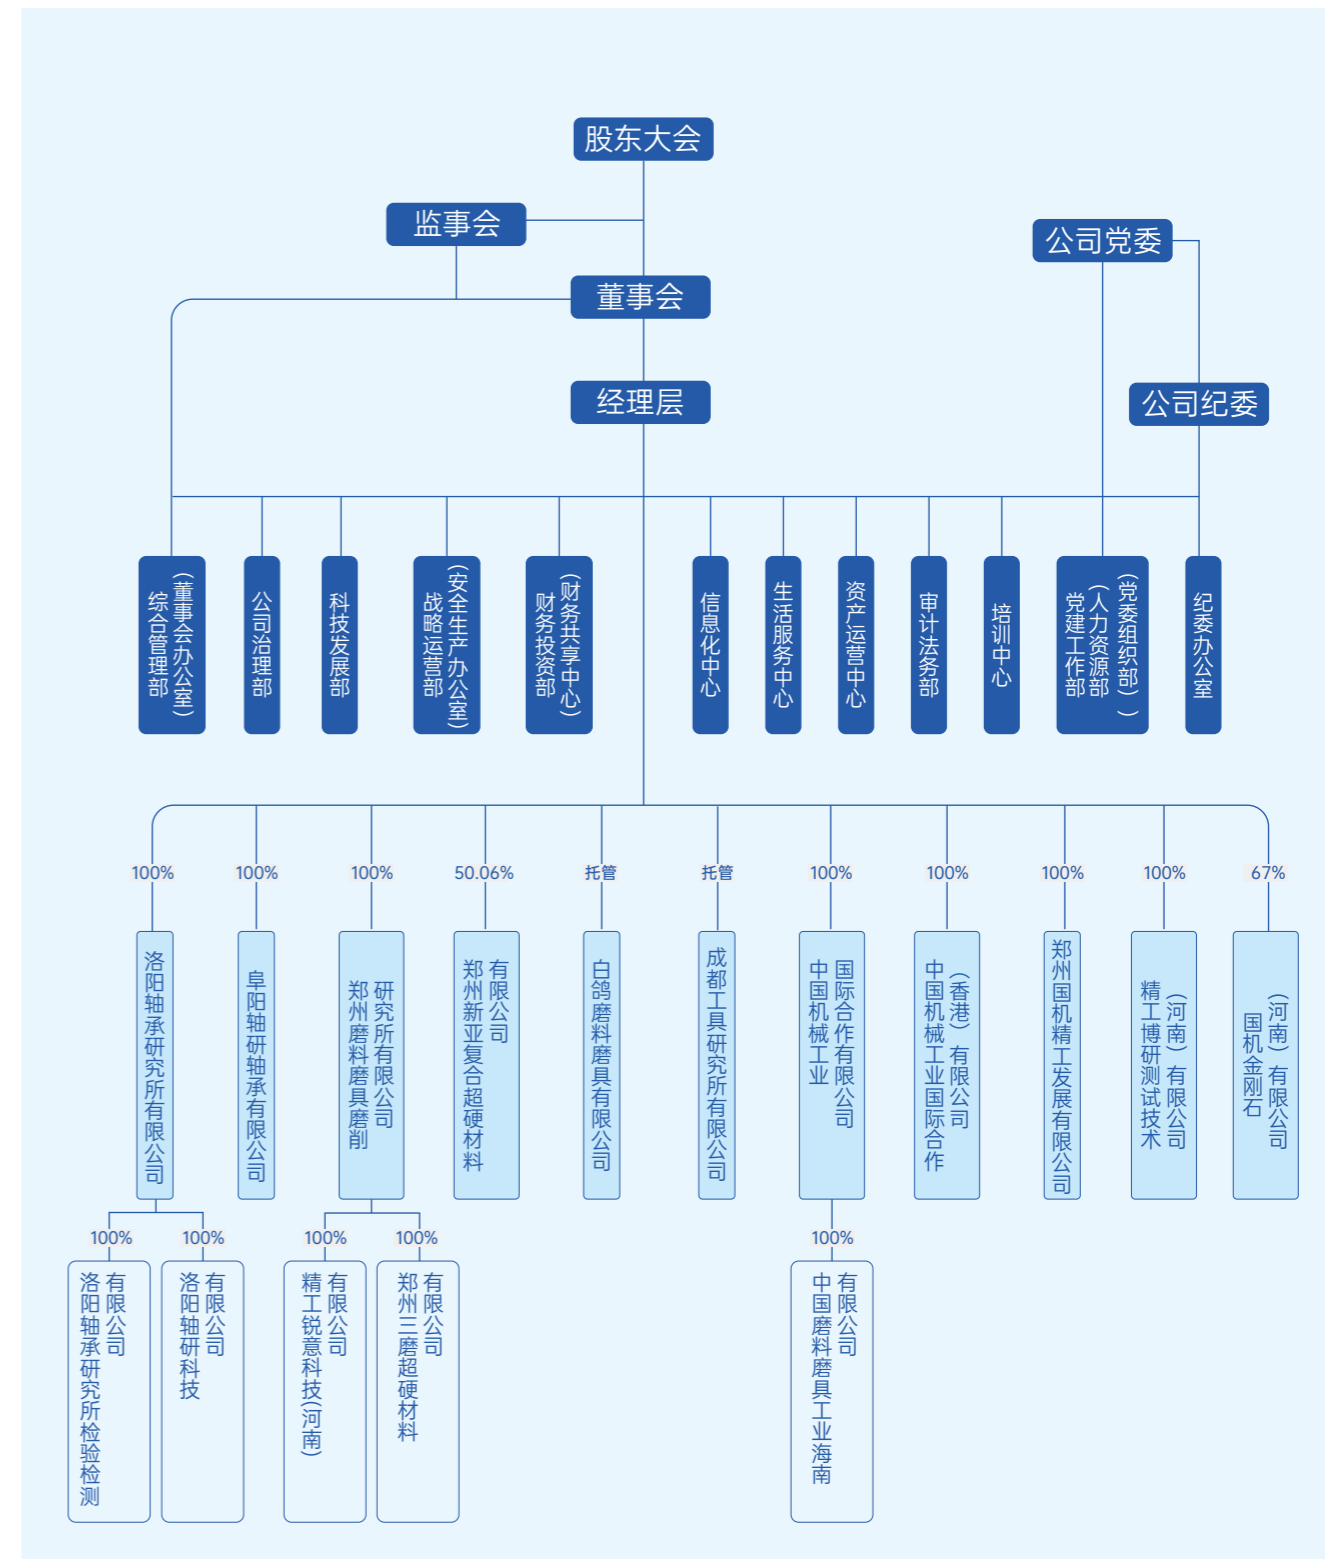 股东大会
监事会
公司党委
董事会
经理层
公司纪委
综合管理部
（董事会办公室）
公司治理部
科技发展部
战略运营部
（安全生产办公室）
财务投资部
（财务共享中心）
信息化中心
生活服务中心
资产运营中心
审计法务部
培训中心
党建工作部
（人力资源部
（党委组织部））
纪委办公室
100%
100%
100%
50.06%
托管
托管
100%
100%
100%
100%
67%
洛阳轴承研究所有限公司
阜阳轴研轴承有限公司
郑州磨料磨具磨削
研究所有限公司
郑州新亚复合超硬材料
有限公司
白鸽磨料磨具有限公司
成都工具研究所有限公司
中国机械工业
国际合作有限公司
中国机械工业国际合作
（香港）有限公司
郑州国机精工发展有限公司
精工博研测试技术
（河南）有限公司
国机金刚石
（河南）有限公司
100%
100%
100%
100%
100%
洛阳轴承研究所检验检测
有限公司
洛阳轴研科技
有限公司
精工锐意科技(河南)
有限公司
郑州三磨超硬材料
有限公司
中国磨料磨具工业海南
有限公司